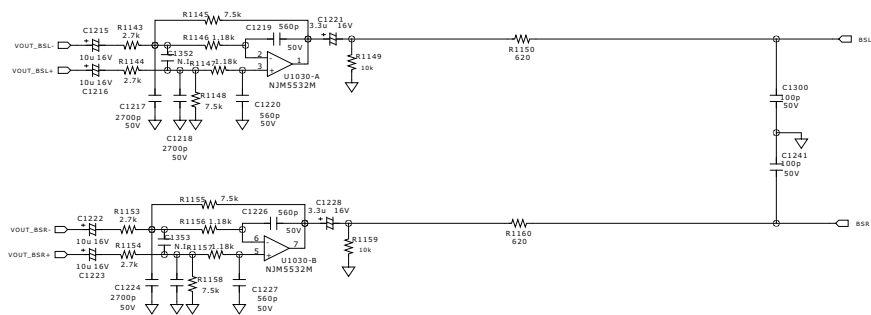 R1145 7.5k
C1215
R1143
2.7k
C1219 560p
C1221
3.3u 16V
VOUT_BSL-
R1146 1.18k
50V
BSL
10u 16V
C1352
N.I.
2
1
R1149
10k
R1150
620
VOUT_BSL+
R1144
R1147 1.18k
3
10u 16V
C1216
2.7k
U1030-A
NJM5532M
R1148
7.5k
C1217
2700p
50V
C1220
560p
50V
C1218
2700p
50V
C1300
100p
50V
C1241
100p
50V
R1155 7.5k
C1222
R1153
2.7k
C1226 560p
C1228
3.3u 16V
VOUT_BSR-
R1156 1.18k
50V
BSR
10u 16V
C1353
N.I.
6
7
R1159
10k
R1160
620
VOUT_BSR+
R1154
R1157 1.18k
5
10u 16V
C1223
2.7k
U1030-B
NJM5532M
R1158
7.5k
C1224
2700p
50V
C1227
560p
50V